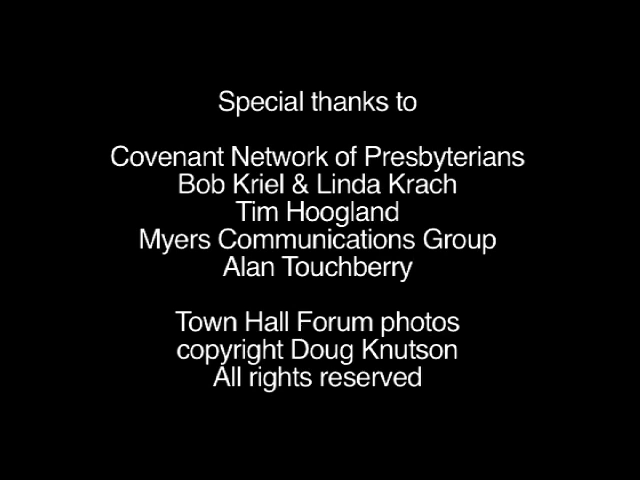 Special thanks to
Covenant Network of Presbyterians
Bob Kriel & Linda Krach
Tim Hoogland
Myers Communications Group
Alan Touchberry
Town Hall Forum photos
copyright Doug Knutson
All rights reserved